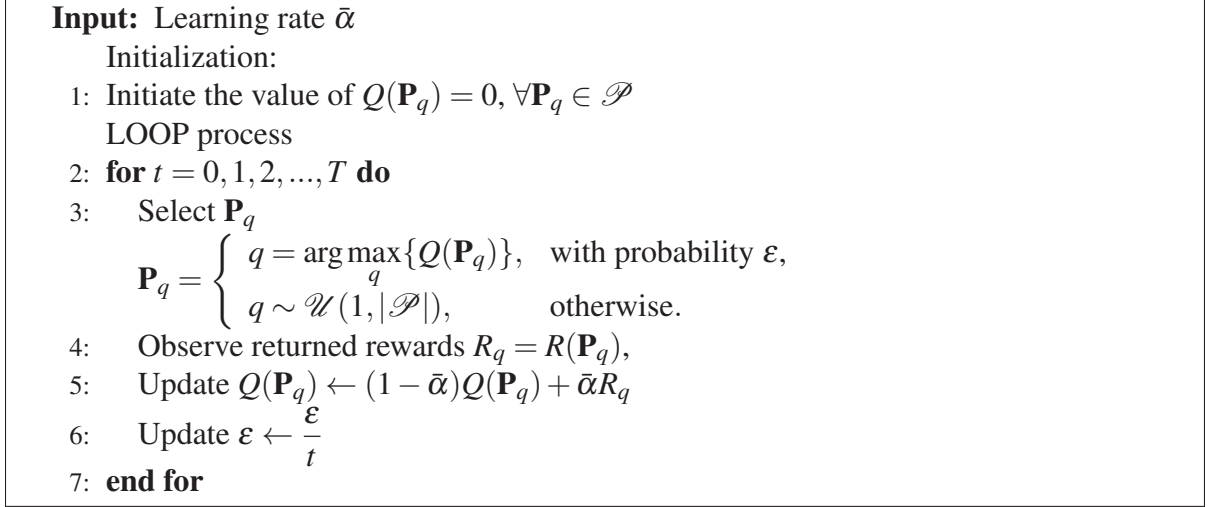 Input: Learning rate ᾱ
Initialization:
1: Initiate the value of Q(P_q) = 0, ∀P_q ∈ 𝒫
LOOP process
2: for t = 0, 1, 2, ..., T do
3: Select P_q
P_q = { q = arg max_q {Q(P_q)}, with probability ε,
q ∼ 𝒰(1, |𝒫|), otherwise.
4: Observe returned rewards R_q = R(P_q),
5: Update Q(P_q) ← (1 − ᾱ)Q(P_q) + ᾱR_q
6: Update ε ← ε/t
7: end for